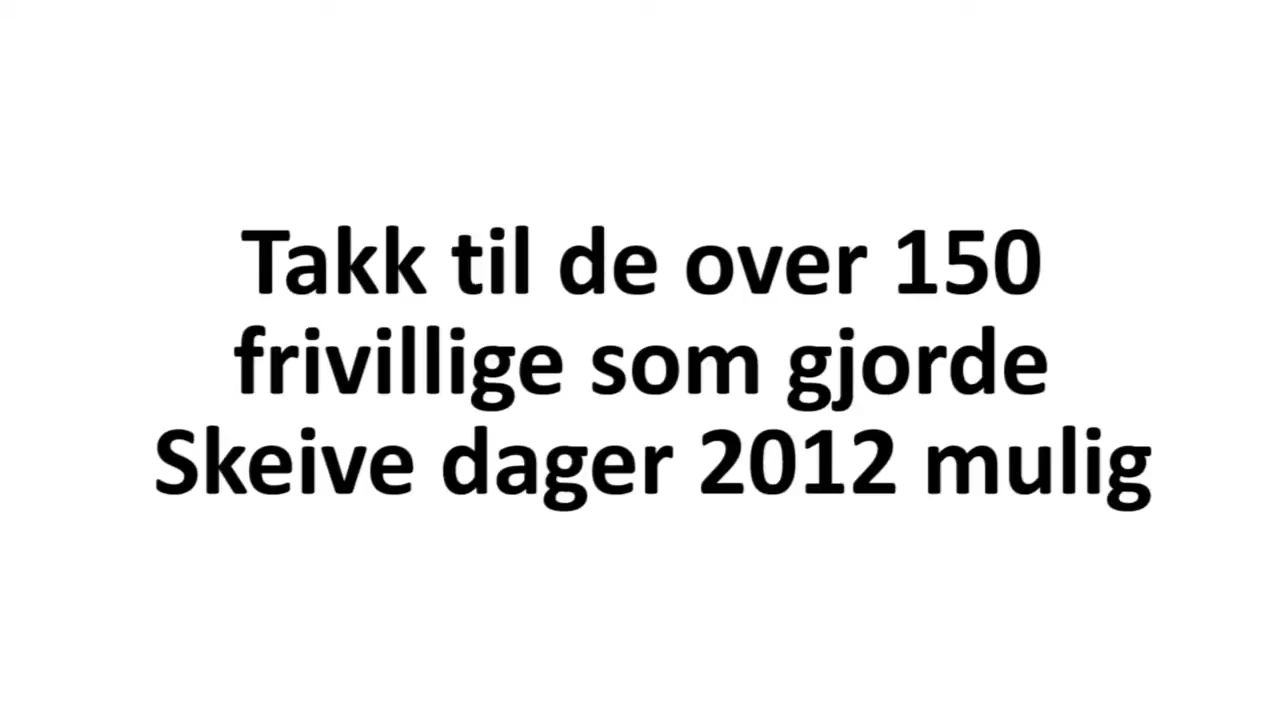 Takk til de over 150
frivillige som gjorde
Skeive dager 2012 mulig